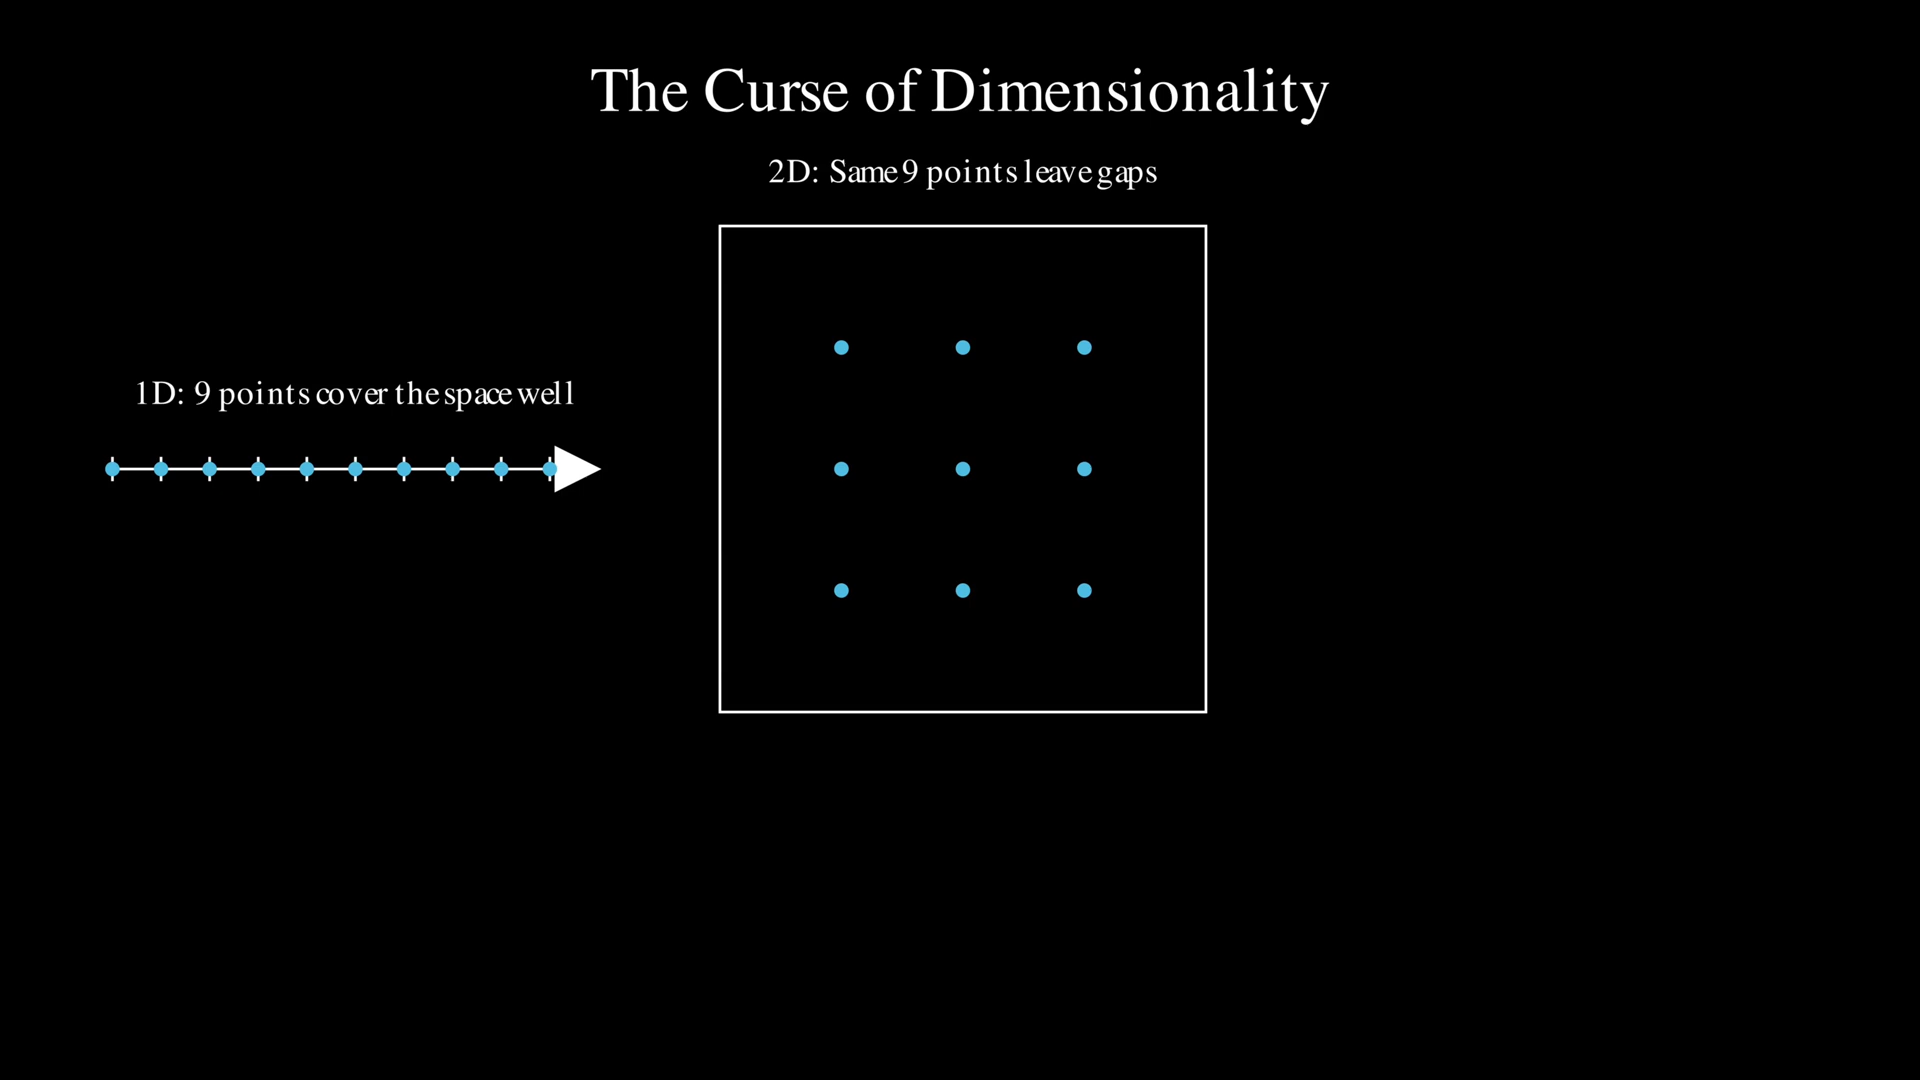 The Curse of Dimensionality
2D: Same 9 points leave gaps
1D: 9 points cover the space well